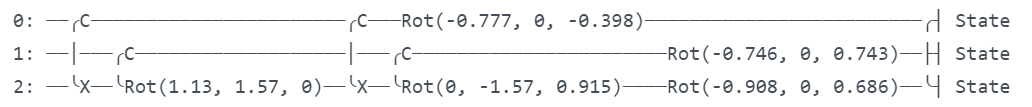 0: ──╭C──────────────────────╭C───Rot(-0.777, 0, -0.398)────────────────────────╭┤ State
1: ──│───╭C──────────────────│───╭C──────────────────────Rot(-0.746, 0, 0.743)──├┤ State
2: ──╰X──╰Rot(1.13, 1.57, 0)──╰X──╰Rot(0, -1.57, 0.915)────Rot(-0.908, 0, 0.686)──╰┤ State